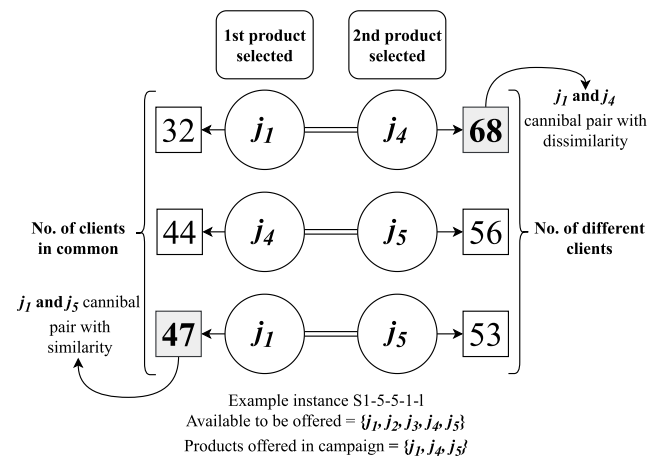 1st product
selected
2nd product
selected
j1 and j4
cannibal pair with
dissimilarity
32
j1
j4
68
No. of clients
in common
44
j4
j5
56
No. of different
clients
j1 and j5 cannibal
pair with
similarity
47
j1
j5
53
Example instance S1-5-5-1-l
Available to be offered = {j1, j2, j3, j4, j5}
Products offered in campaign = {j1, j4, j5}